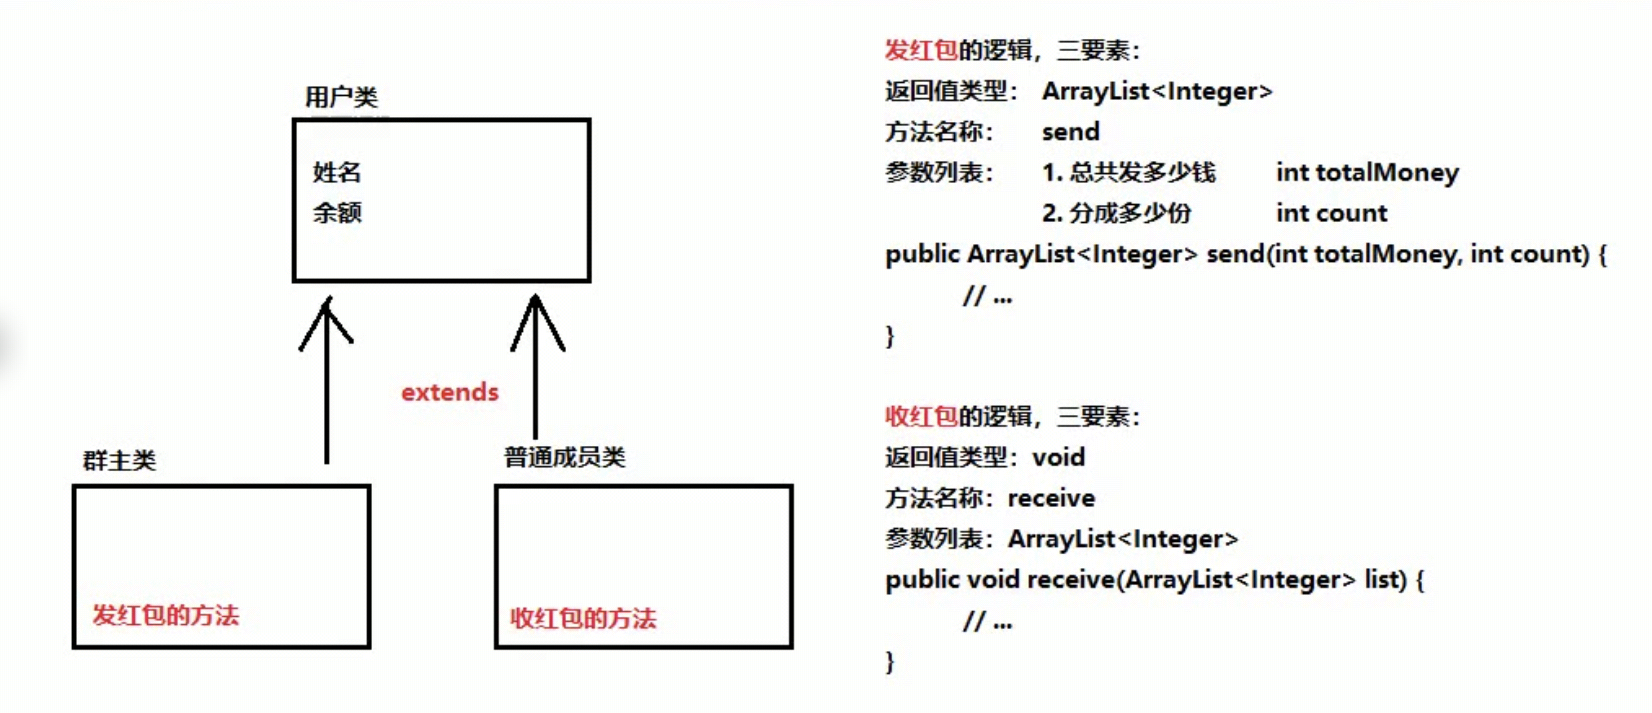 用户类
姓名
余额
extends
群主类
普通成员类
发红包的方法
收红包的方法
发红包的逻辑，三要素：
返回值类型： ArrayList<Integer>
方法名称： send
参数列表： 1. 总共发多少钱 int totalMoney
2. 分成多少份 int count
public ArrayList<Integer> send(int totalMoney, int count) {
// ...
}
收红包的逻辑，三要素：
返回值类型：void
方法名称：receive
参数列表：ArrayList<Integer>
public void receive(ArrayList<Integer> list) {
// ...
}